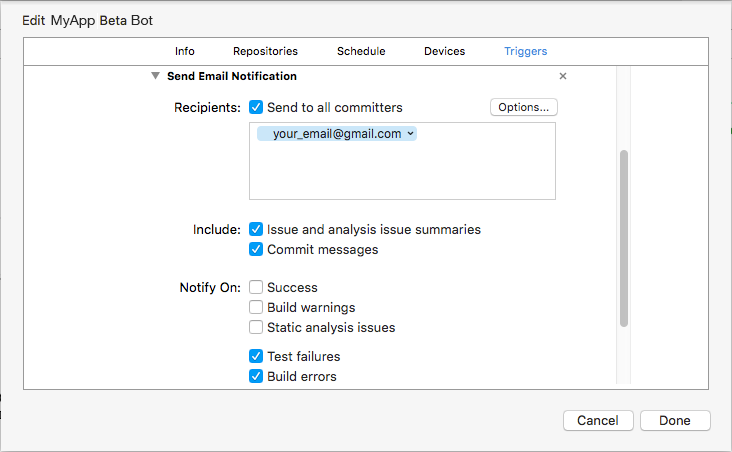 Edit MyApp Beta Bot
Info Repositories Schedule Devices Triggers
Send Email Notification
Recipients: Send to all committers Options...
your_email@gmail.com
Include: Issue and analysis issue summaries
Commit messages
Notify On: Success
Build warnings
Static analysis issues
Test failures
Build errors
Cancel Done